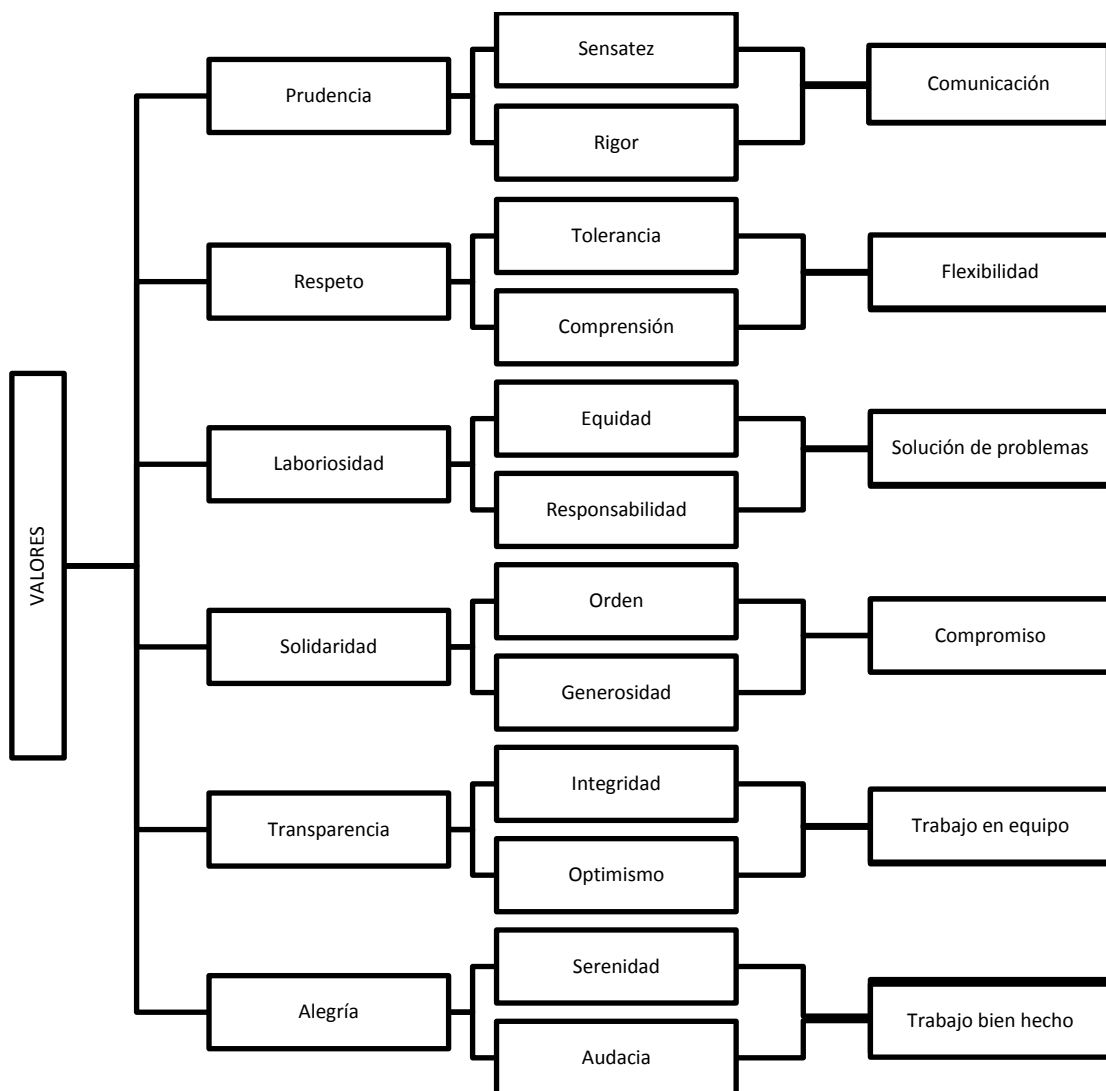 VALORES
Prudencia
Sensatez
Rigor
Comunicación
Respeto
Tolerancia
Comprensión
Flexibilidad
Laboriosidad
Equidad
Responsabilidad
Solución de problemas
Solidaridad
Orden
Generosidad
Compromiso
Transparencia
Integridad
Optimismo
Trabajo en equipo
Alegría
Serenidad
Audacia
Trabajo bien hecho